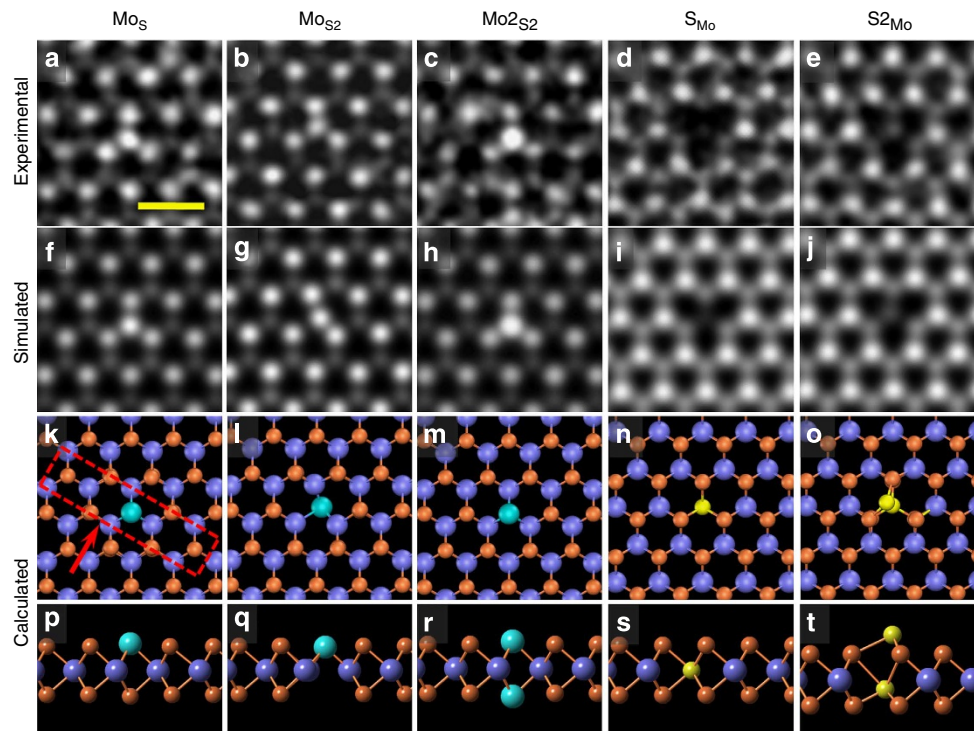 Mo_S Mo_S2 Mo2_S2 S_Mo S2_Mo
Experimental
a b c d e
Simulated
f g h i j
Calculated
k l m n o
p q r s t